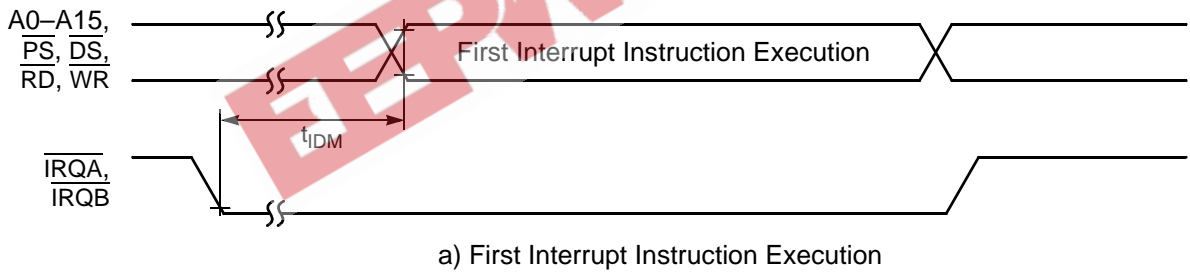 A0–A15,
PS, DS,
RD, WR
First Interrupt Instruction Execution
tIDM
IRQA,
IRQB
a) First Interrupt Instruction Execution